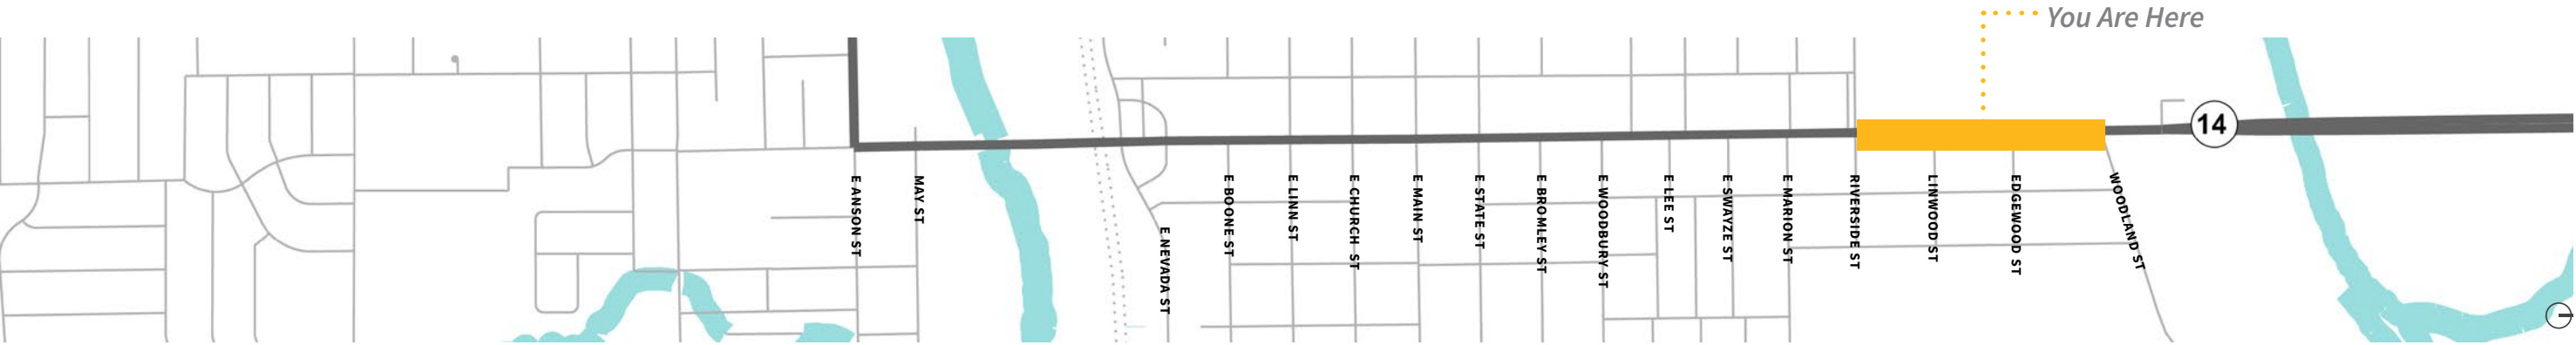 You Are Here
14
E ANSON ST
MAY ST
E NEVADA ST
E BOONE ST
E LINN ST
E CHURCH ST
E MAIN ST
E STATE ST
E BROMLEY ST
E WOODBURY ST
E LEE ST
E SWAYZE ST
E MARION ST
RIVERSIDE ST
LINWOOD ST
EDGEWOOD ST
WOODLAND ST